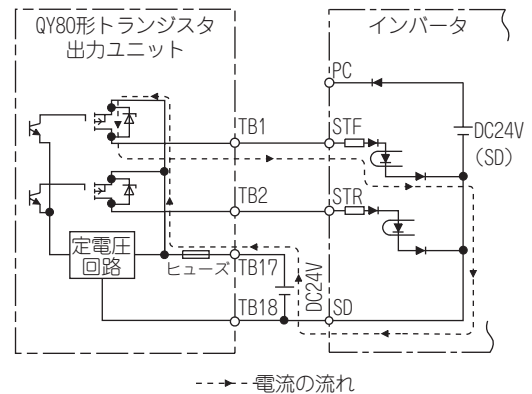 QY80形トランジスタ
出力ユニット
インバータ
PC
DC24V
(SD)
TB1
STF
TB2
STR
定電圧
回路
ヒューズ
TB17
DC24V
TB18
SD
電流の流れ